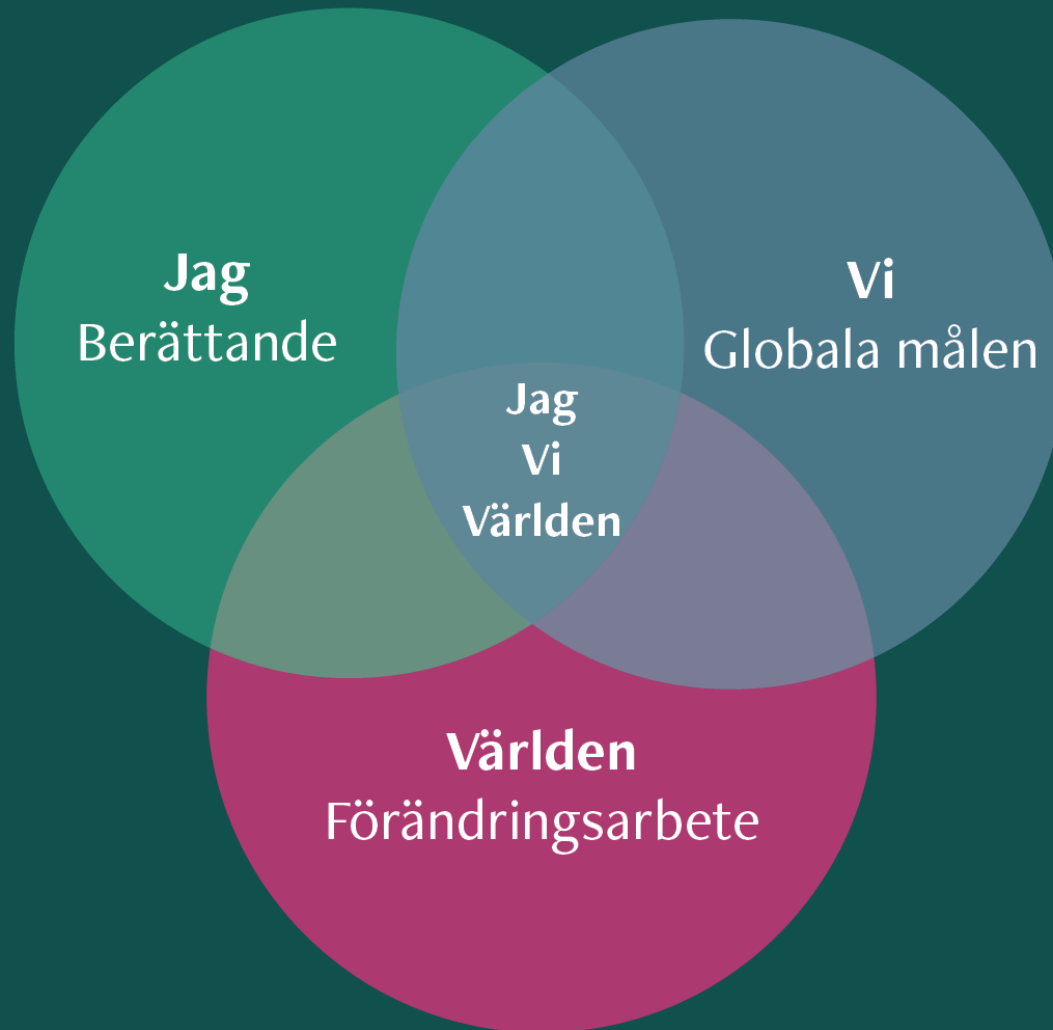 Jag
Berättande
Vi
Globala målen
Jag
Vi
Världen
Världen
Förändringsarbete